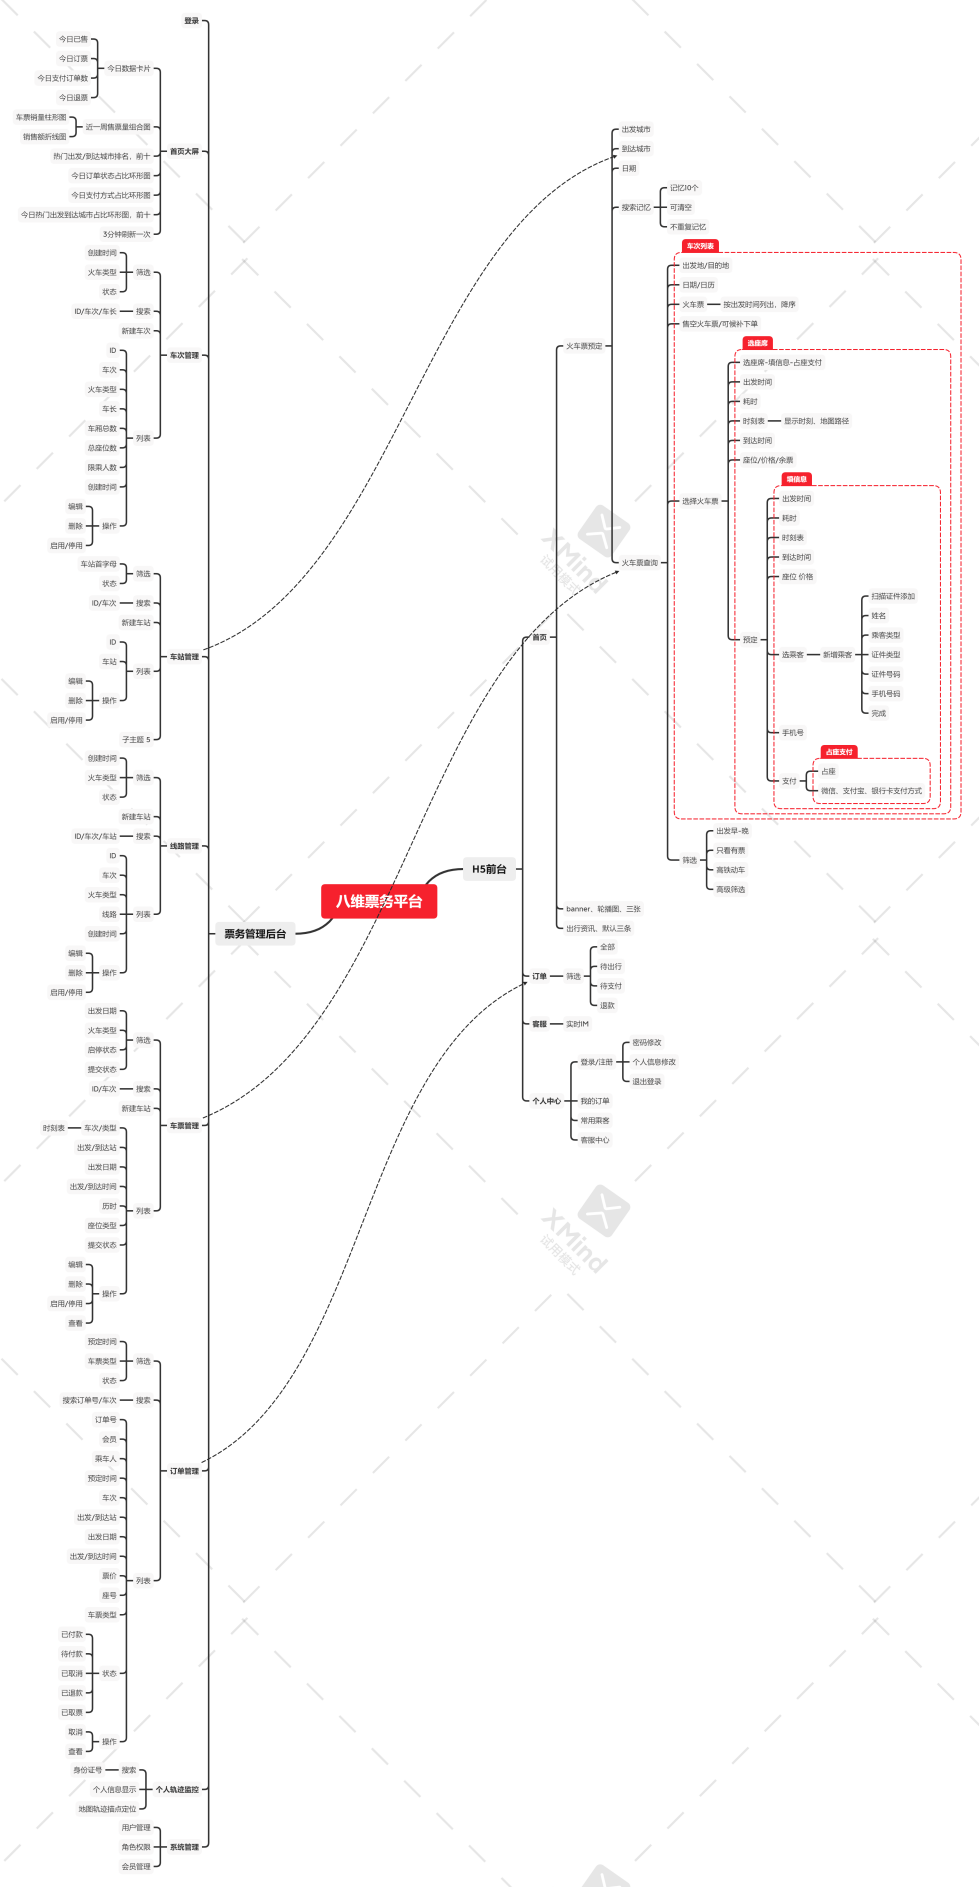 八维票务平台
票务管理后台
登录
首页大屏
今日数据卡片
今日已售
今日订票
今日支付订单数
今日退票
近一周售票量组合图
车票销量柱形图
销售额折线图
热门出发/到达城市排名，前十
今日订单状态占比环形图
今日支付方式占比环形图
今日热门出发到达城市占比环形图，前十
3分钟刷新一次
车次管理
筛选
创建时间
火车类型
状态
搜索
ID/车次/车长
新建车次
列表
ID
车次
火车类型
车长
车厢总数
总座位数
限乘人数
创建时间
操作
编辑
删除
启用/停用
车站管理
筛选
车站首字母
状态
搜索
ID/车次
新建车站
列表
ID
车站
操作
编辑
删除
启用/停用
子主题 5
线路管理
筛选
创建时间
火车类型
状态
新建车站
搜索
ID/车次/车站
列表
ID
车次
火车类型
线路
创建时间
操作
编辑
删除
启用/停用
车票管理
筛选
出发日期
火车类型
启停状态
提交状态
搜索
ID/车次
新建车站
列表
车次/类型
时刻表
出发/到达站
出发日期
出发/到达时间
历时
座位类型
提交状态
操作
编辑
删除
启用/停用
查看
订单管理
筛选
预定时间
车票类型
状态
搜索
搜索订单号/车次
列表
订单号
会员
乘车人
预定时间
车次
出发/到达站
出发日期
出发/到达时间
票价
座号
车票类型
状态
已付款
待付款
已取消
已退款
已取票
操作
取消
查看
个人轨迹监控
搜索
身份证号
个人信息显示
地图轨迹描点定位
系统管理
用户管理
角色权限
会员管理
H5前台
首页
火车票预定
出发城市
到达城市
日期
搜索记忆
记忆10个
可清空
不重复记忆
火车票查询
车次列表
出发地/目的地
日期/日历
火车票
按出发时间列出，降序
售空火车票/可候补下单
选择火车票
选座席
选座席-填信息-占座支付
出发时间
耗时
时刻表
显示时刻、地图路径
到达时间
座位/价格/余票
预定
填信息
出发时间
耗时
时刻表
到达时间
座位 价格
选乘客
新增乘客
扫描证件添加
姓名
乘客类型
证件类型
证件号码
手机号码
完成
手机号
支付
占座支付
占座
微信、支付宝、银行卡支付方式
筛选
出发早-晚
只看有票
高铁动车
高级筛选
banner、轮播图、三张
出行资讯、默认三条
订单
筛选
全部
待出行
待支付
退款
客服
实时IM
个人中心
登录/注册
密码修改
个人信息修改
退出登录
我的订单
常用乘客
客服中心
XMind
试用模式
XMind
试用模式